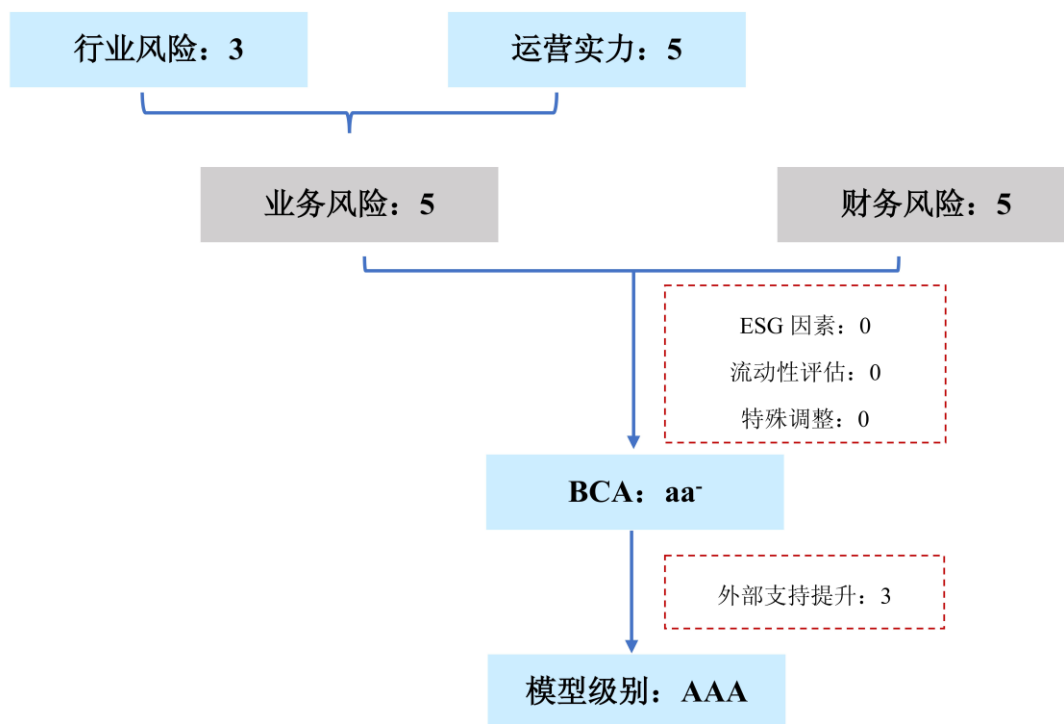 行业风险：3
运营实力：5
业务风险：5
财务风险：5
ESG 因素：0
流动性评估：0
特殊调整：0
BCA：aa-
外部支持提升：3
模型级别：AAA